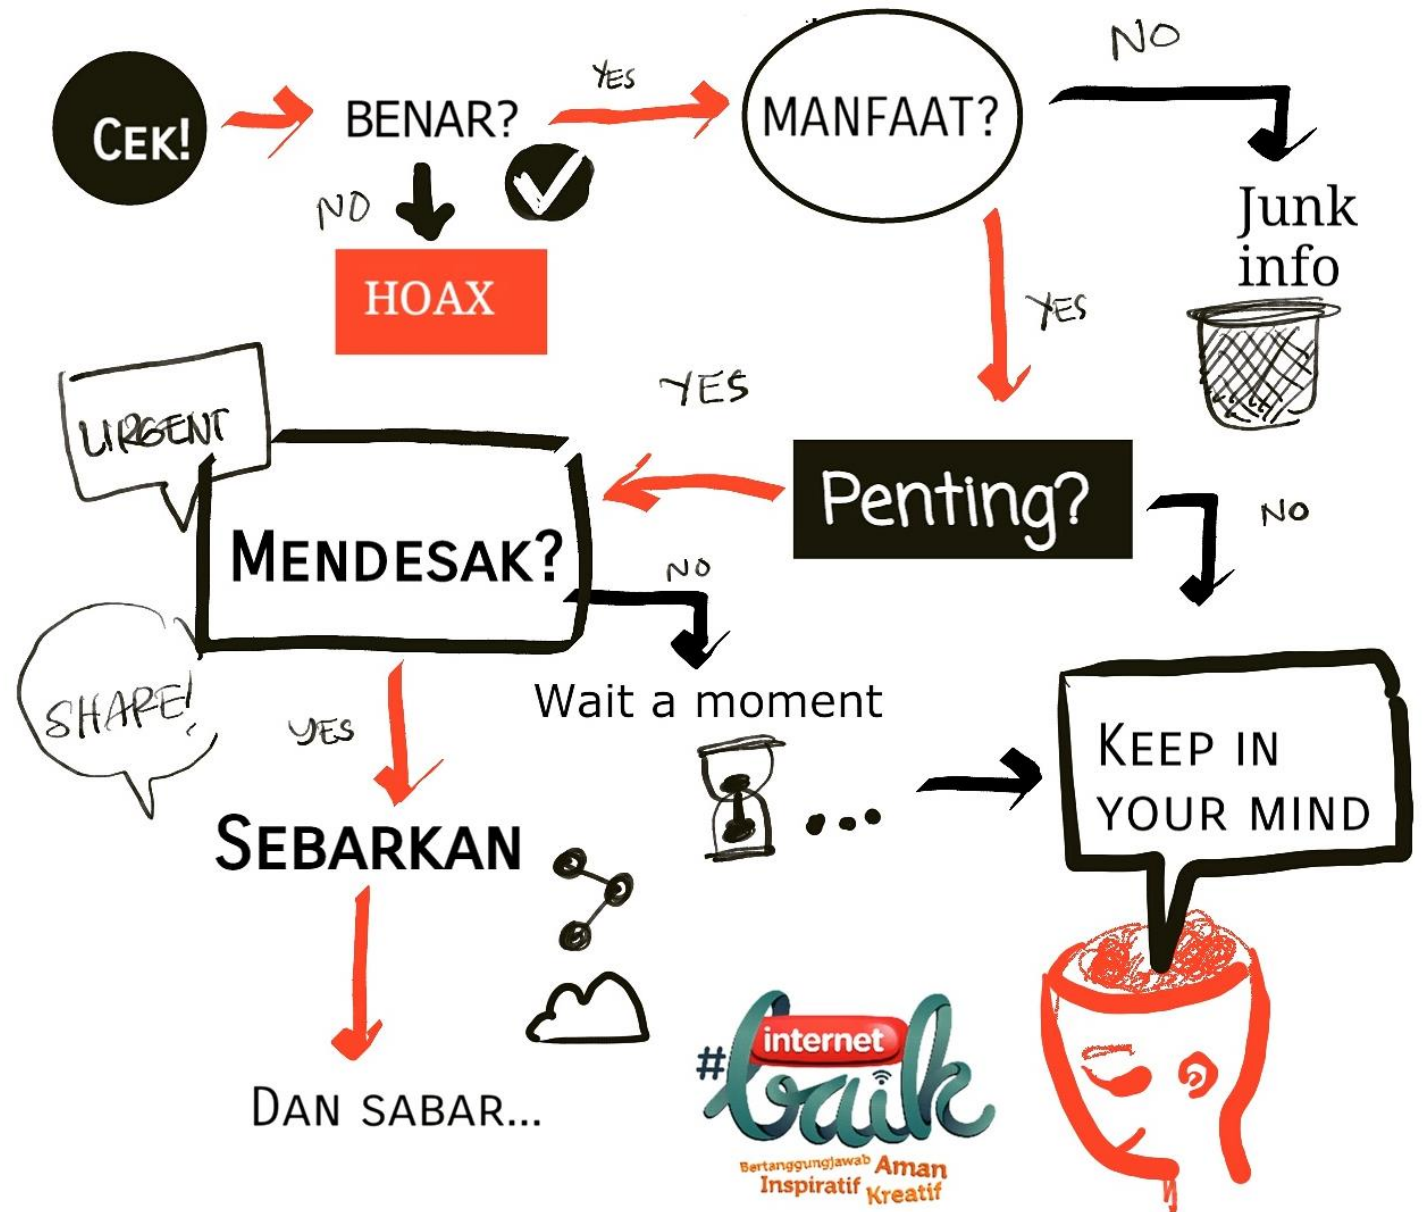 CEK!
BENAR?
YES
MANFAAT?
NO
NO
HOAX
Junk
info
YES
YES
URGENT
Penting?
NO
MENDESAK?
NO
SHARE!
YES
Wait a moment
KEEP IN
YOUR MIND
SEBARKAN
DAN SABAR...
#internet
baik
Bertanggungjawab Aman
Inspiratif Kreatif